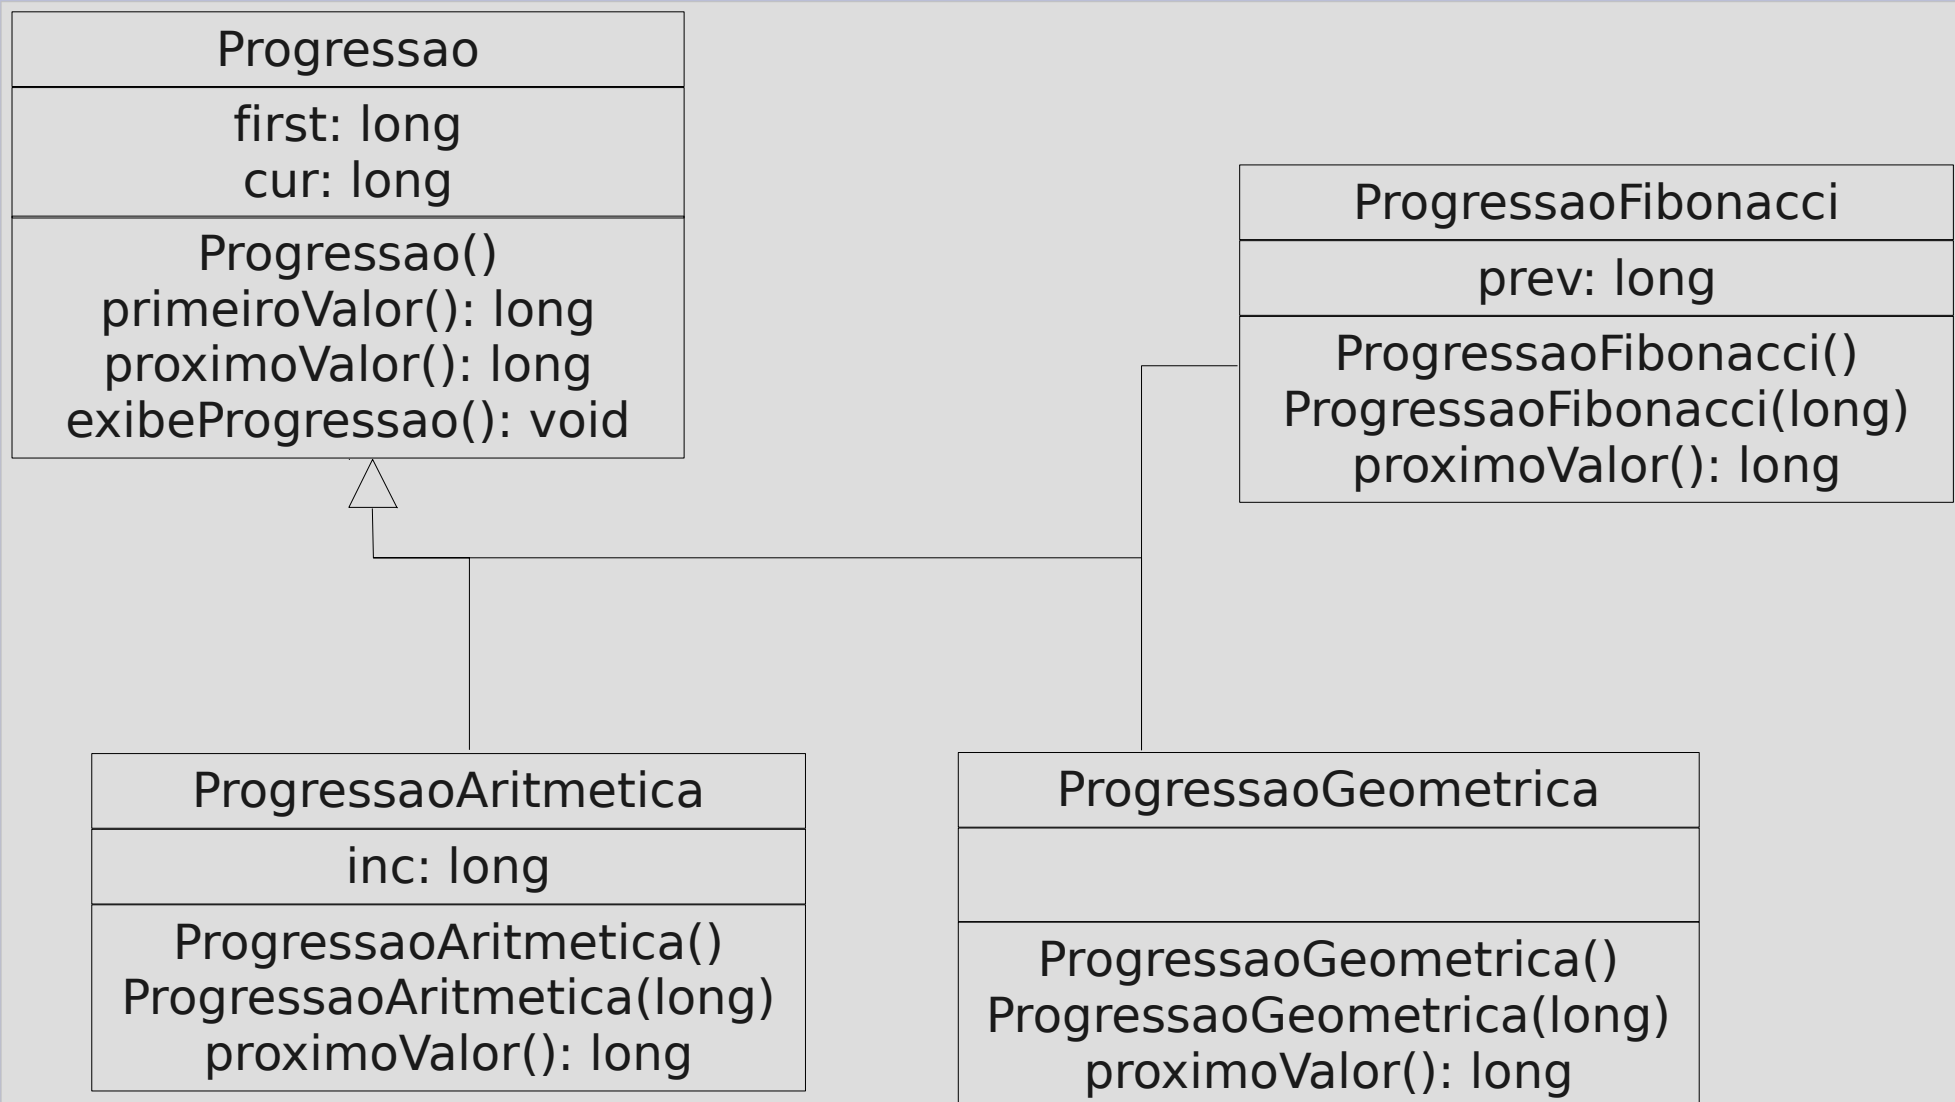 Progressao
first: long
cur: long
Progressao()
primeiroValor(): long
proximoValor(): long
exibeProgressao(): void
ProgressaoFibonacci
prev: long
ProgressaoFibonacci()
ProgressaoFibonacci(long)
proximoValor(): long
ProgressaoAritmetica
inc: long
ProgressaoAritmetica()
ProgressaoAritmetica(long)
proximoValor(): long
ProgressaoGeometrica
ProgressaoGeometrica()
ProgressaoGeometrica(long)
proximoValor(): long